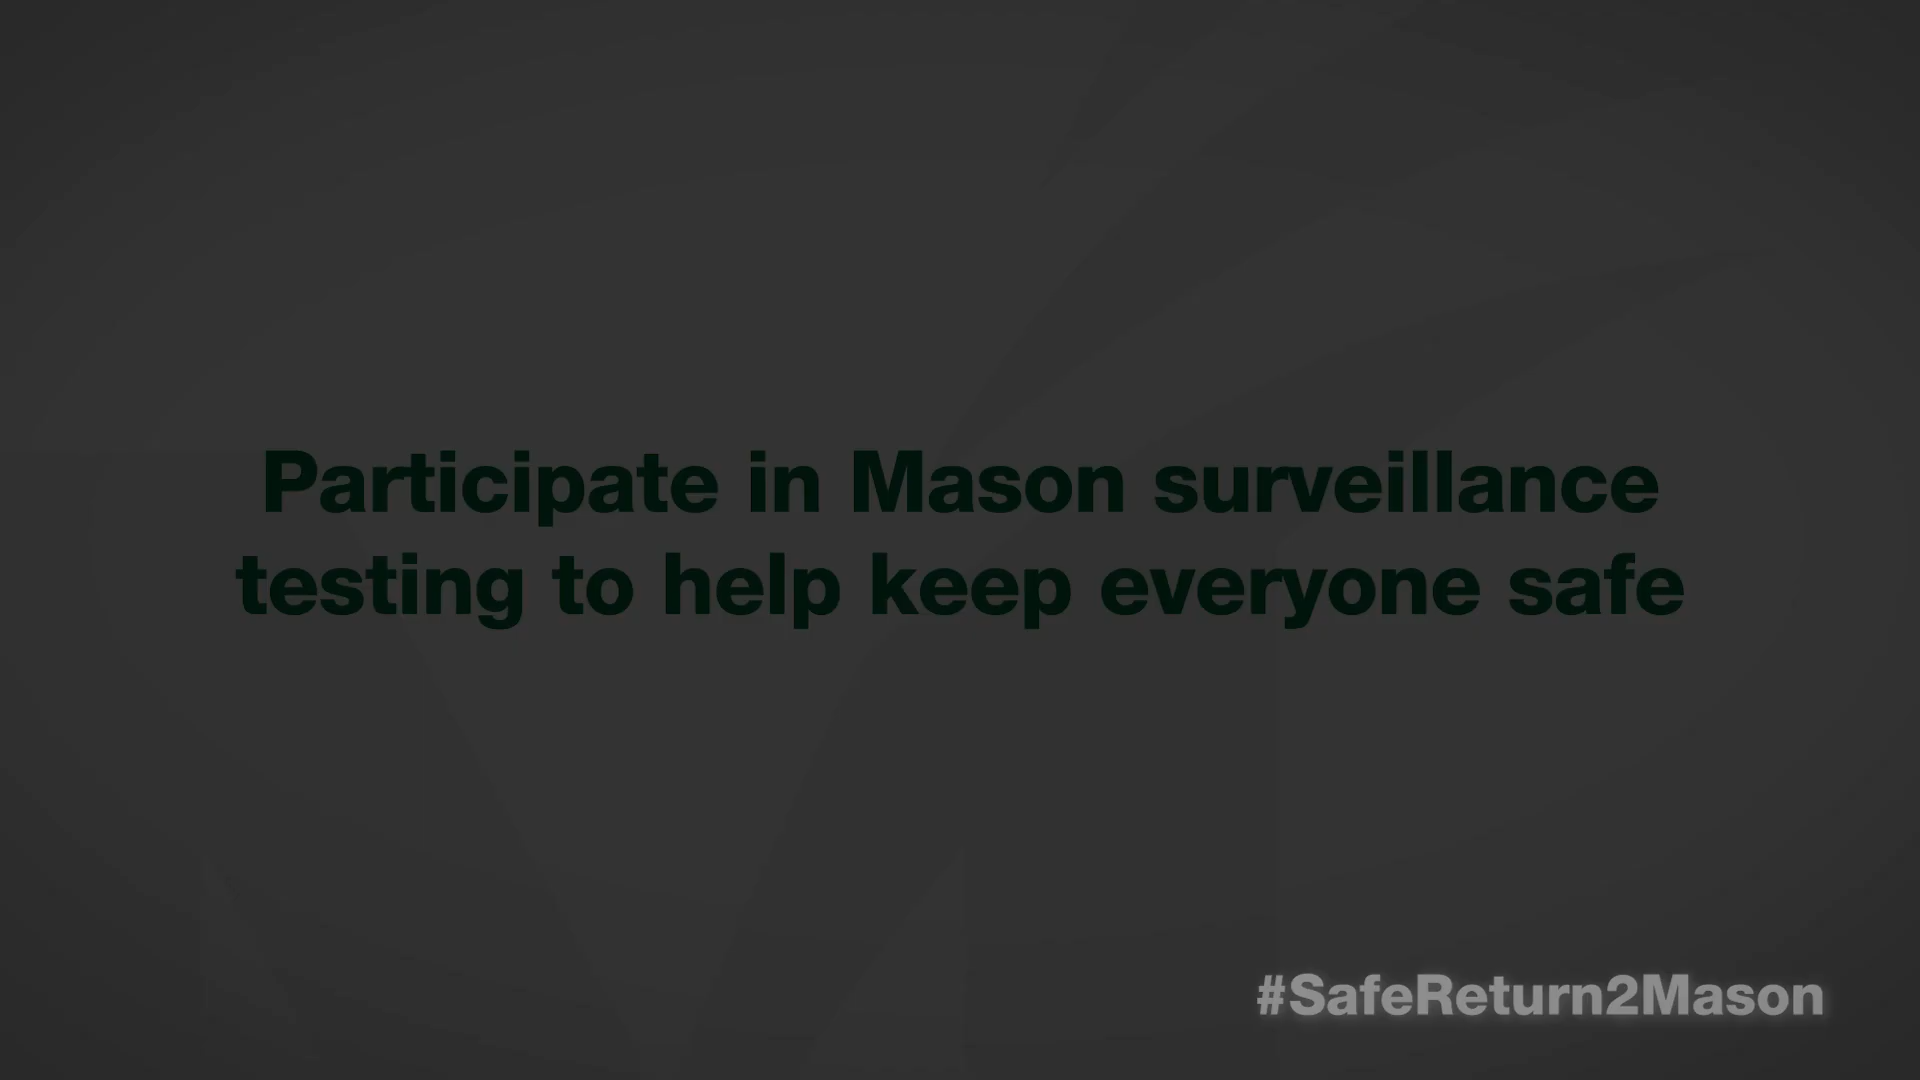 Participate in Mason surveillance
testing to help keep everyone safe
#SafeReturn2Mason